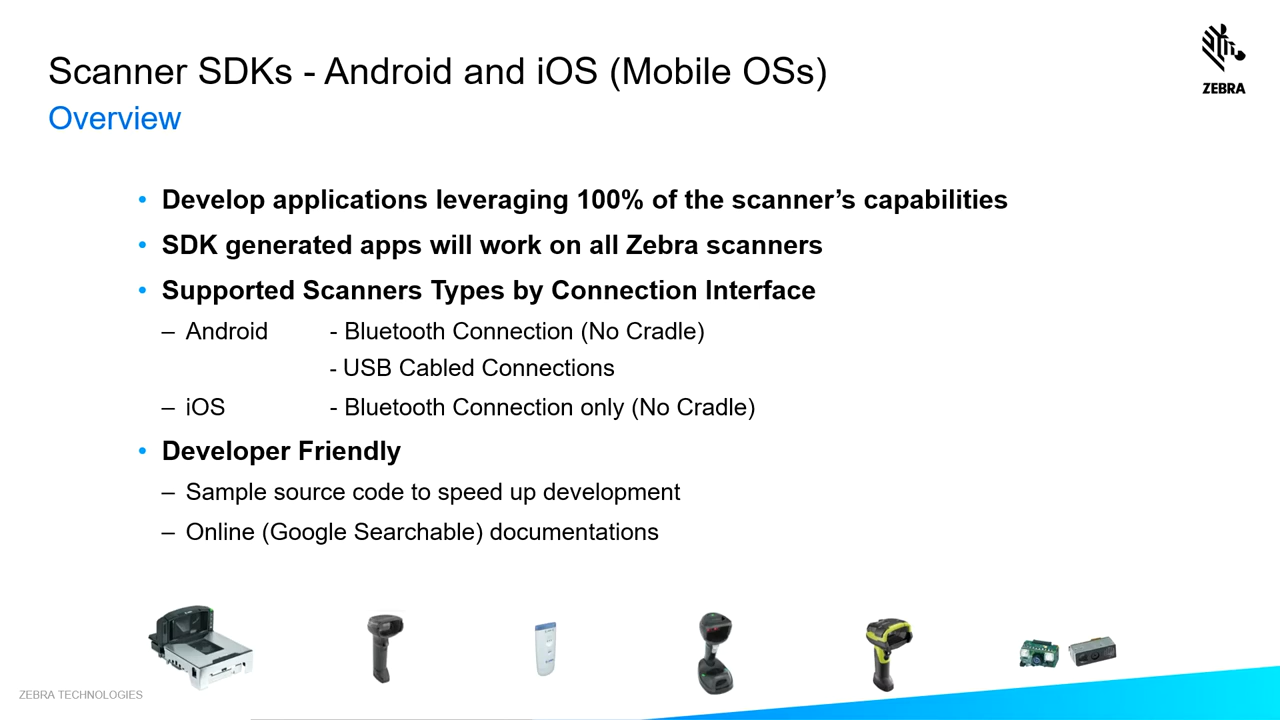 Scanner SDKs - Android and iOS (Mobile OSs)
Overview
ZEBRA
• Develop applications leveraging 100% of the scanner’s capabilities
• SDK generated apps will work on all Zebra scanners
• Supported Scanners Types by Connection Interface
– Android - Bluetooth Connection (No Cradle)
- USB Cabled Connections
– iOS - Bluetooth Connection only (No Cradle)
• Developer Friendly
– Sample source code to speed up development
– Online (Google Searchable) documentations
ZEBRA TECHNOLOGIES